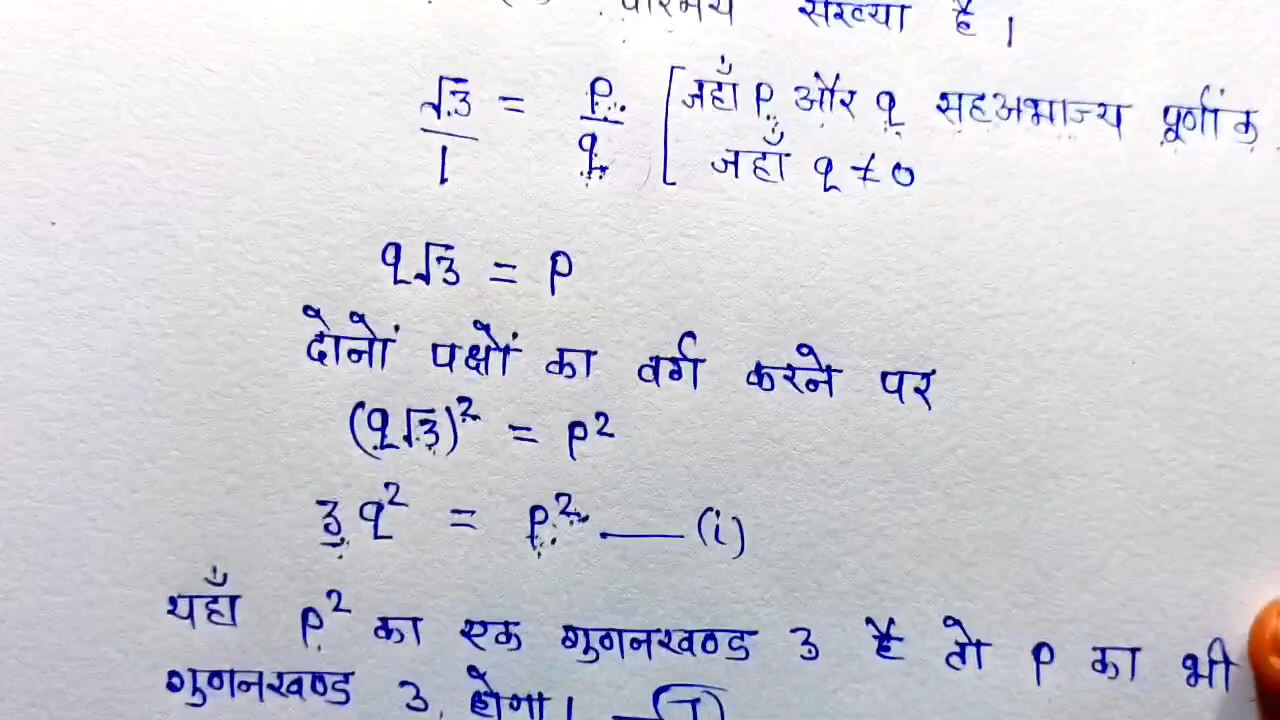 संख्या है।
√3/1 = p/q [जहाँ p और q सहअभाज्य पूर्णांक
जहाँ q ≠ 0
q√3 = p
दोनों पक्षों का वर्ग करने पर
(q√3)² = p²
3q² = p² — (i)
यहाँ p² का एक गुणनखण्ड 3 है तो p का भी
गुणनखण्ड 3 होगा। — (I)